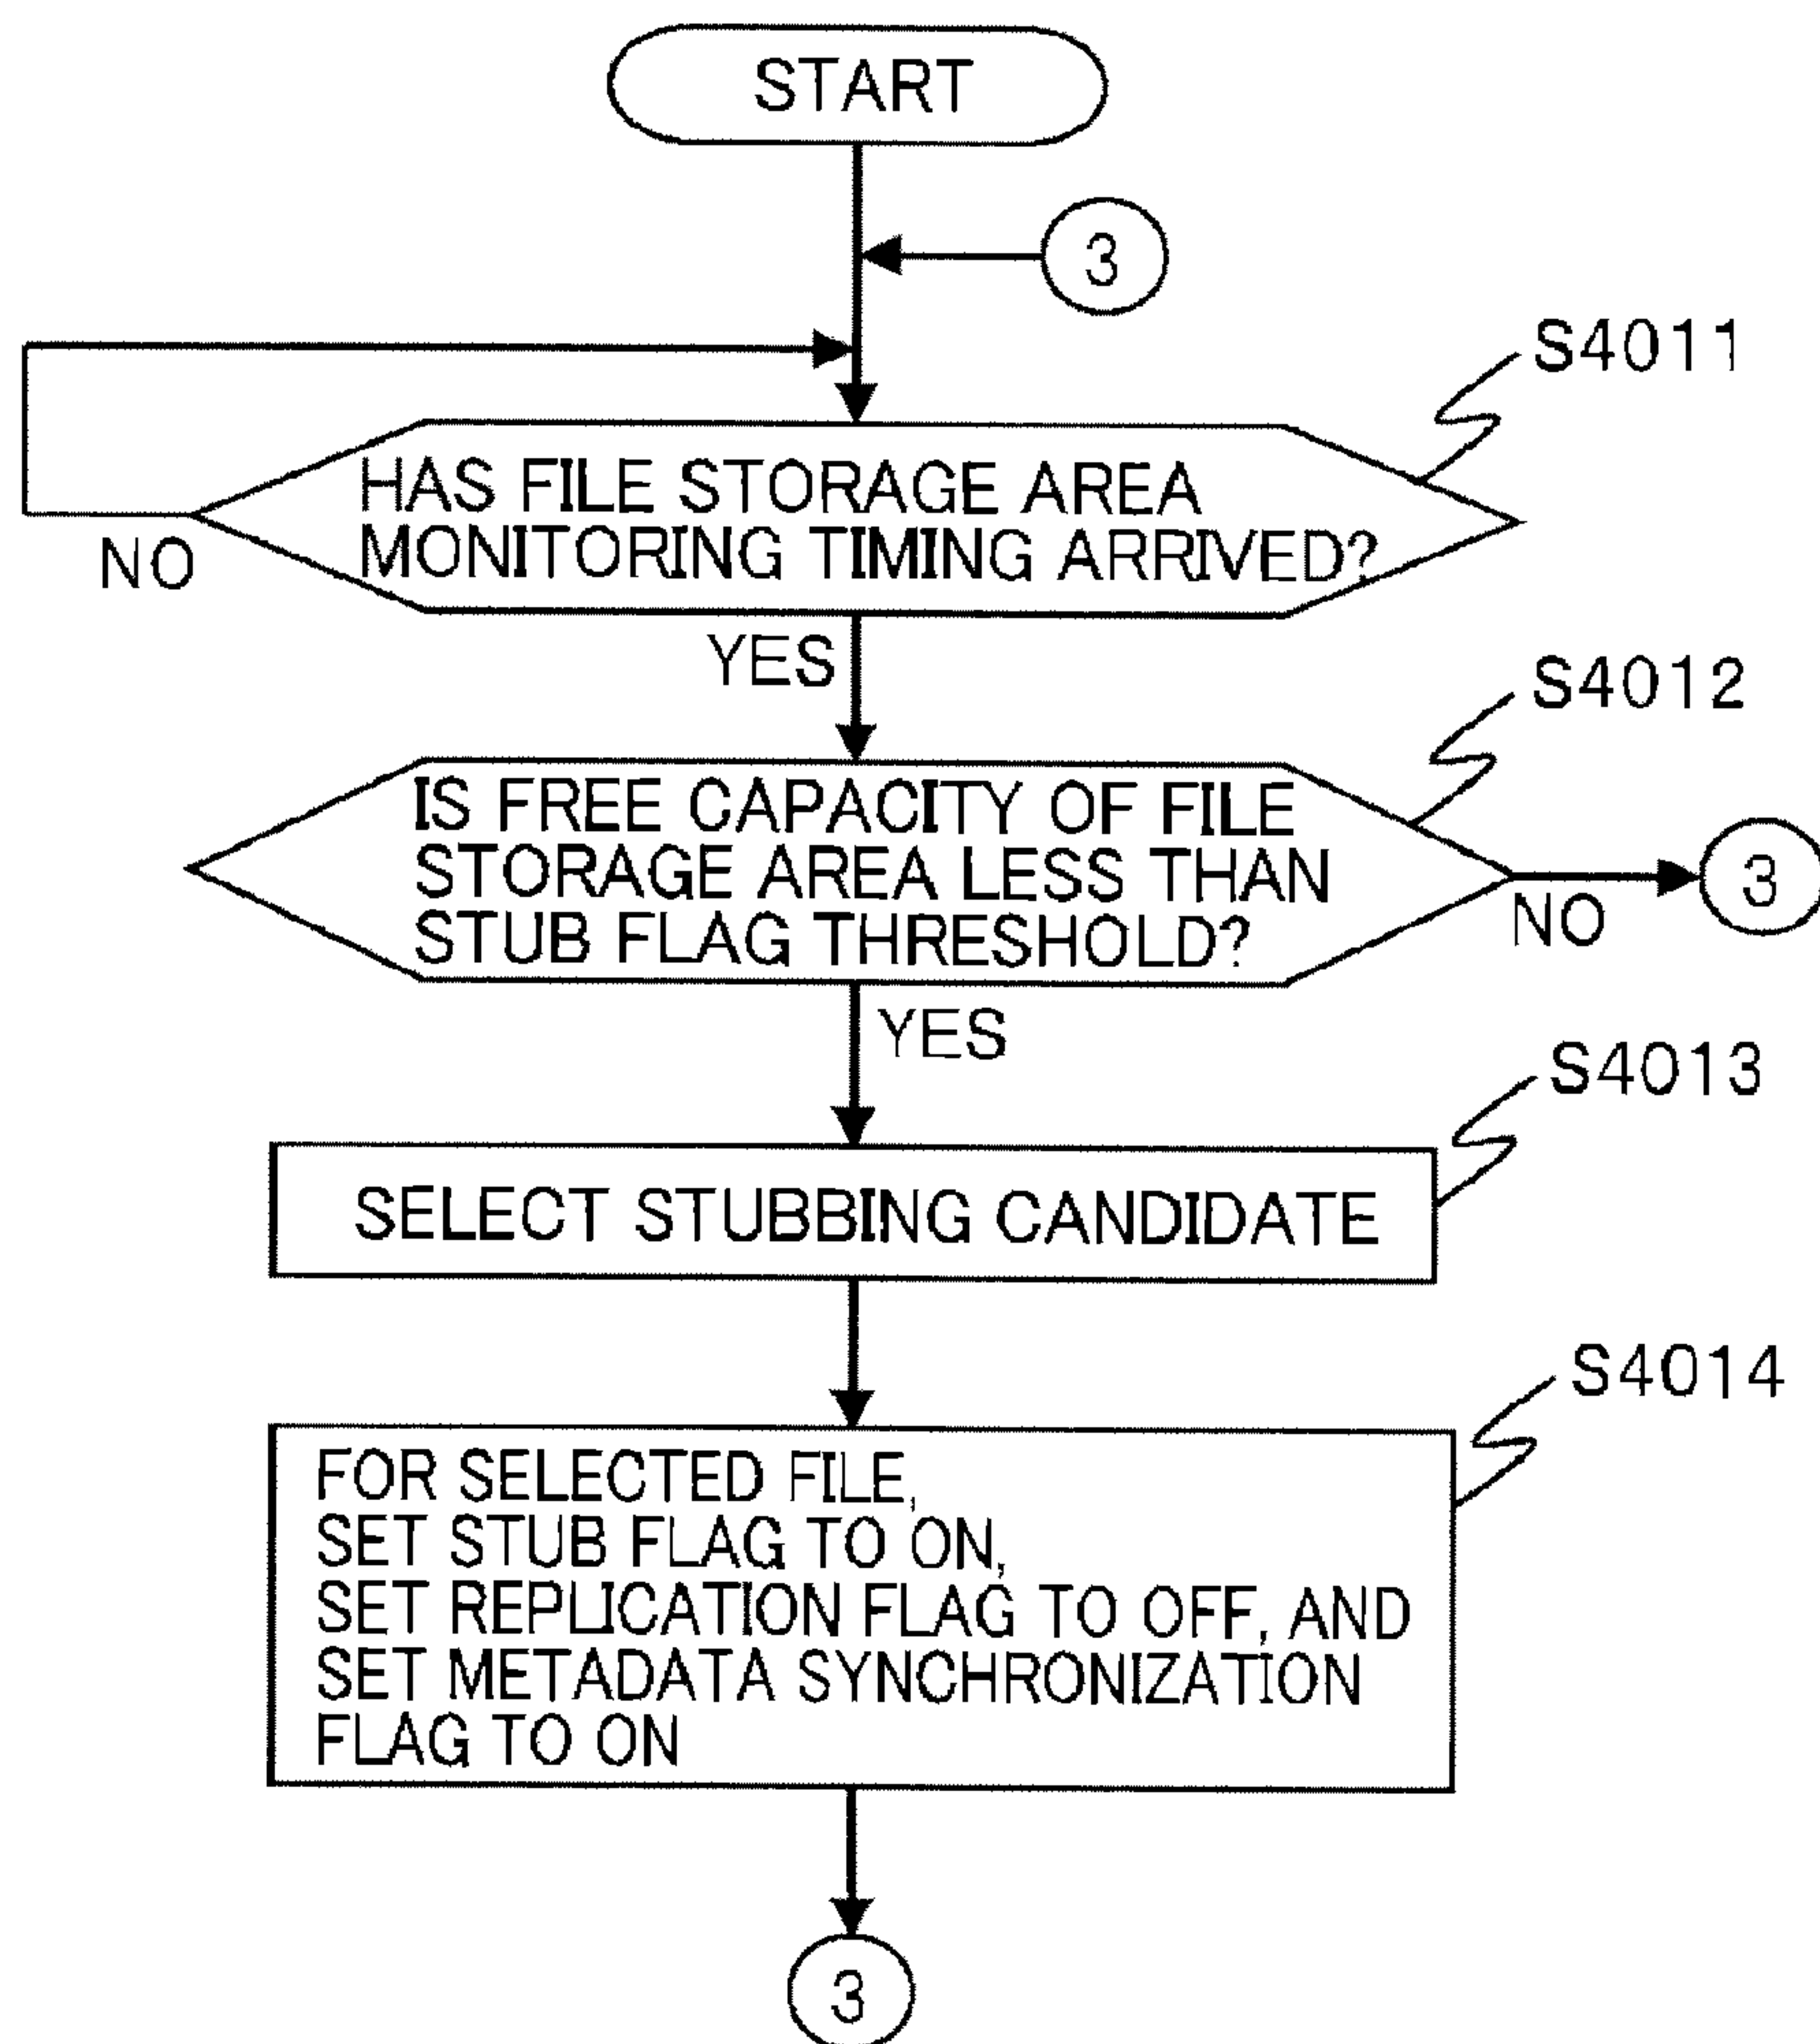 START
3
S4011
HAS FILE STORAGE AREA
MONITORING TIMING ARRIVED?
NO
YES
S4012
IS FREE CAPACITY OF FILE
STORAGE AREA LESS THAN
STUB FLAG THRESHOLD?
3
NO
YES
S4013
SELECT STUBBING CANDIDATE
S4014
FOR SELECTED FILE,
SET STUB FLAG TO ON,
SET REPLICATION FLAG TO OFF, AND
SET METADATA SYNCHRONIZATION
FLAG TO ON
3